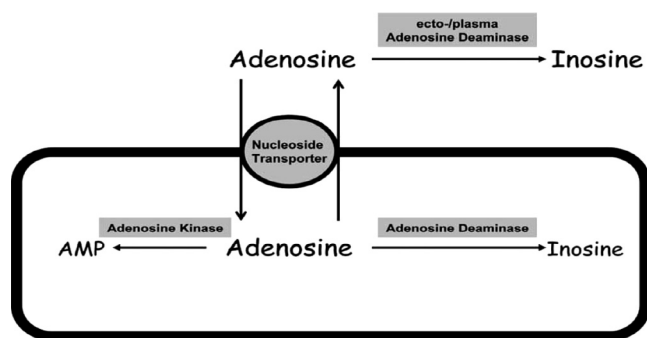 ecto-/plasma
Adenosine Deaminase
Adenosine
Inosine
Nucleoside
Transporter
Adenosine Kinase
Adenosine Deaminase
AMP
Adenosine
Inosine